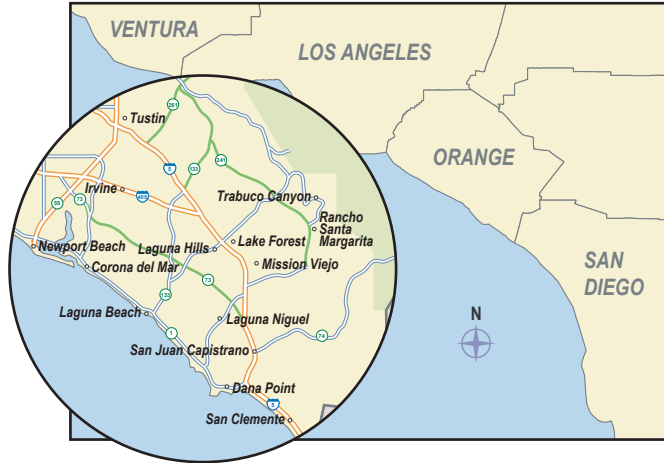 VENTURA
LOS ANGELES
ORANGE
SAN
DIEGO
N
261
Tustin
5
133
241
Irvine
405
55
73
Trabuco Canyon
Rancho
Santa
Margarita
Newport Beach
Laguna Hills
Lake Forest
Corona del Mar
Mission Viejo
73
133
Laguna Beach
Laguna Niguel
1
74
San Juan Capistrano
Dana Point
5
San Clemente